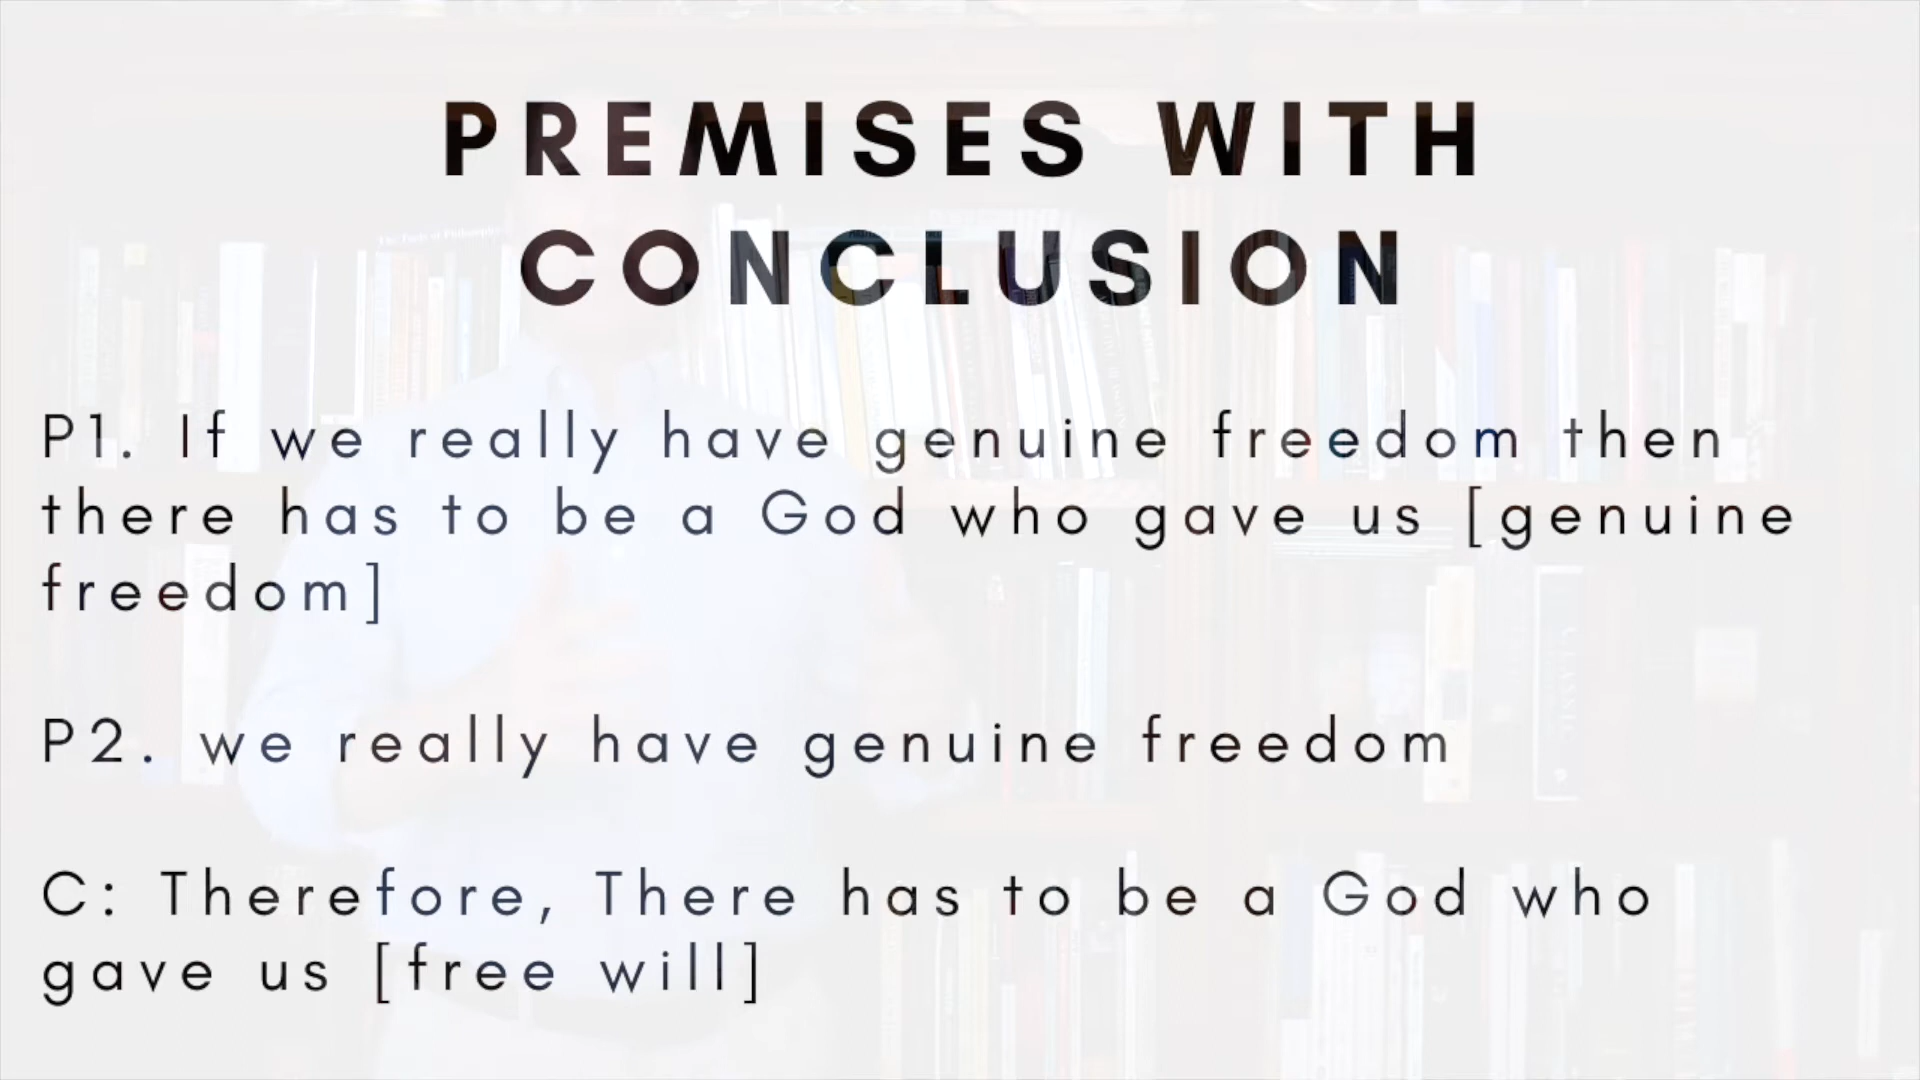 PREMISES WITH
CONCLUSION
P1. If we really have genuine freedom then
there has to be a God who gave us [genuine
freedom]
P2. we really have genuine freedom
C: Therefore, There has to be a God who
gave us [free will]